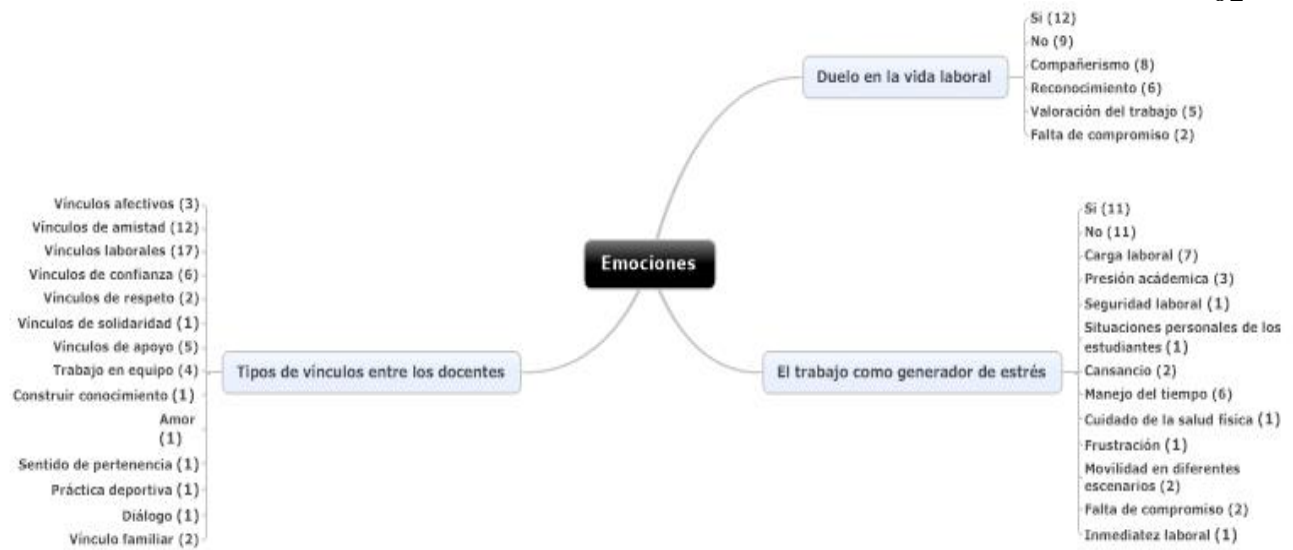 Si (12)
No (9)
Compañerismo (8)
Reconocimiento (6)
Valoración del trabajo (5)
Falta de compromiso (2)
Duelo en la vida laboral
Emociones
Vínculos afectivos (3)
Vínculos de amistad (12)
Vínculos laborales (17)
Vínculos de confianza (6)
Vínculos de respeto (2)
Vínculos de solidaridad (1)
Vínculos de apoyo (5)
Trabajo en equipo (4)
Construir conocimiento (1)
Amor
(1)
Sentido de pertenencia (1)
Práctica deportiva (1)
Diálogo (1)
Vínculo familiar (2)
Tipos de vínculos entre los docentes
El trabajo como generador de estrés
Si (11)
No (11)
Carga laboral (7)
Presión acádemica (3)
Seguridad laboral (1)
Situaciones personales de los
estudiantes (1)
Cansancio (2)
Manejo del tiempo (6)
Cuidado de la salud física (1)
Frustración (1)
Movilidad en diferentes
escenarios (2)
Falta de compromiso (2)
Inmediatez laboral (1)